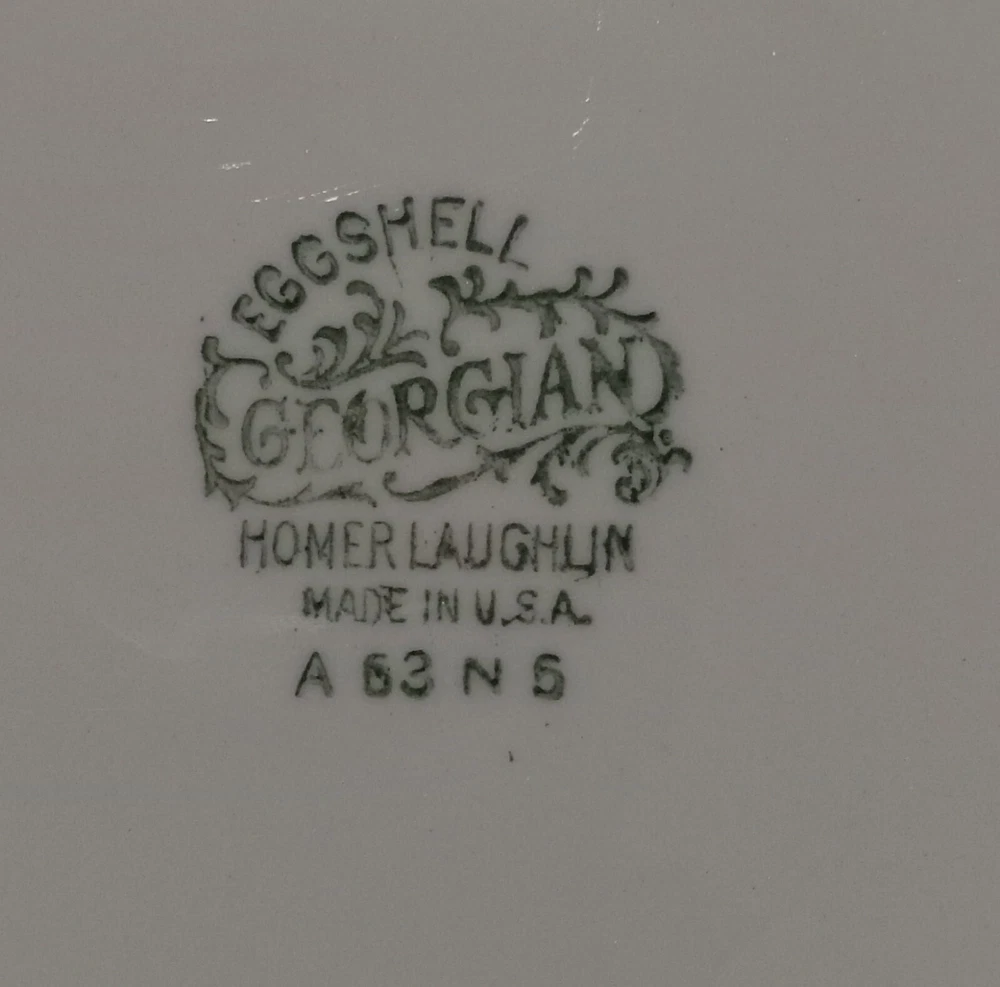 EGGSHELL
GEORGIAN
HOMER LAUGHLIN
MADE IN U.S.A.
A 53 N 5